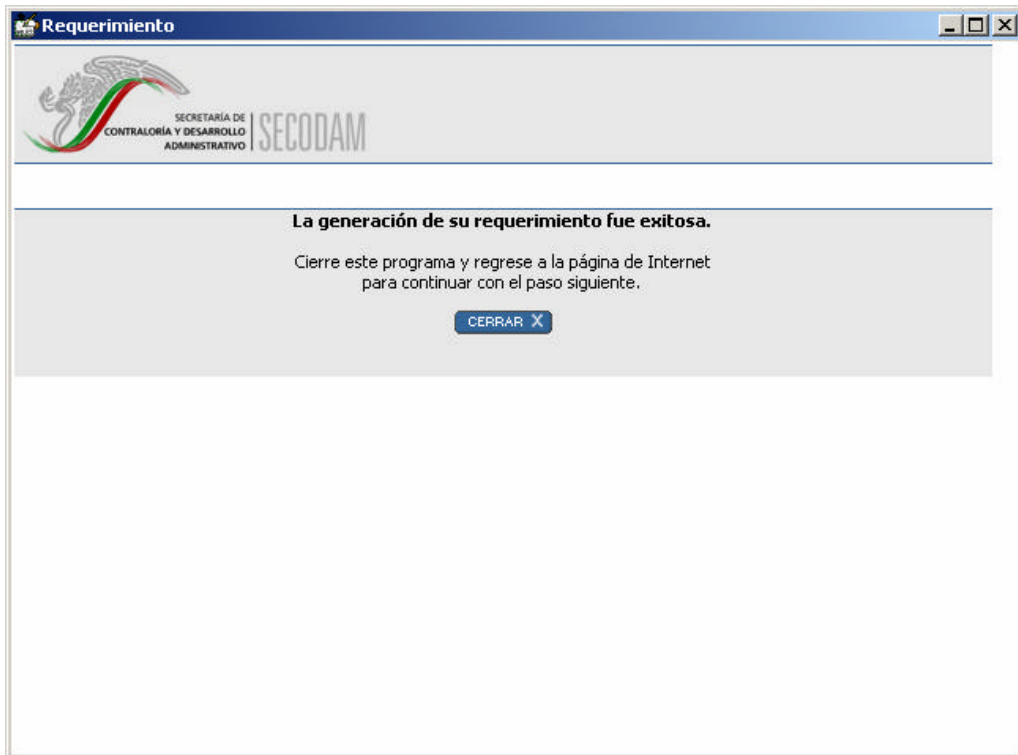 Requerimiento
SECRETARÍA DE
CONTRALORÍA Y DESARROLLO
ADMINISTRATIVO
SECODAM
La generación de su requerimiento fue exitosa.
Cierre este programa y regrese a la página de Internet
para continuar con el paso siguiente.
CERRAR X